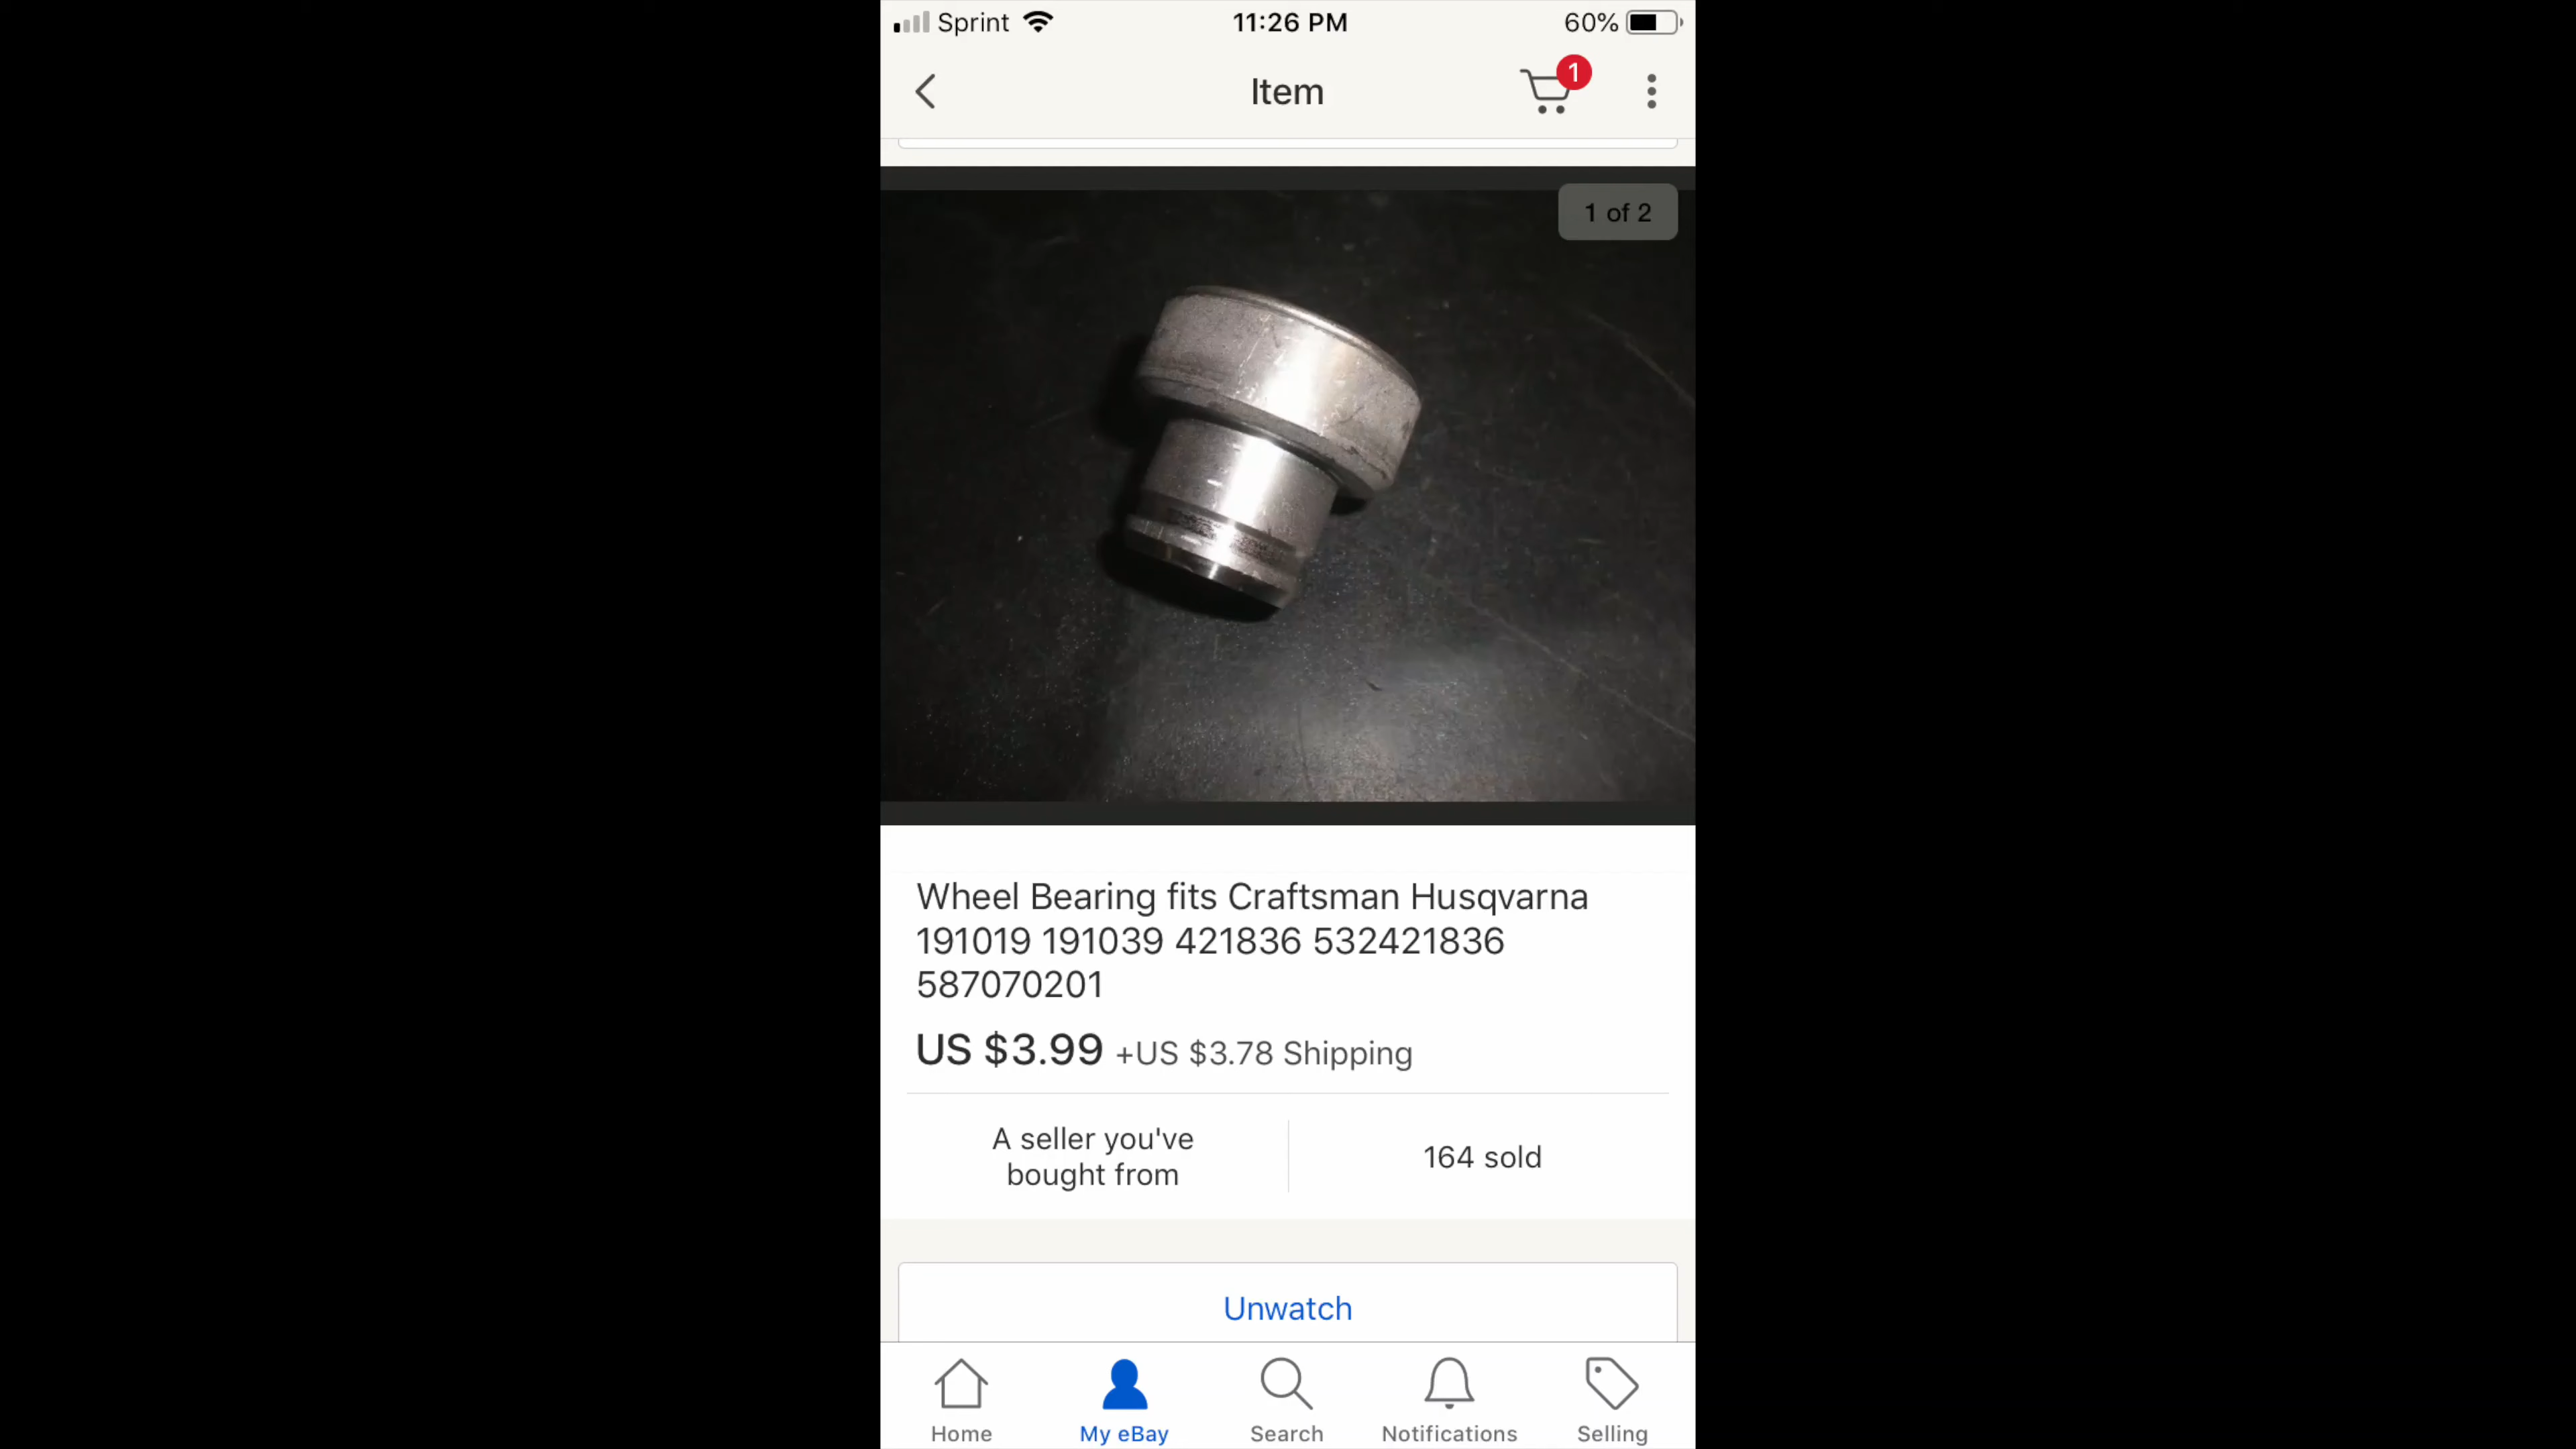 Sprint 11:26 PM 60%
Item 1
1 of 2
Wheel Bearing fits Craftsman Husqvarna
191019 191039 421836 532421836
587070201
US $3.99 +US $3.78 Shipping
A seller you've
bought from
164 sold
Unwatch
Home My eBay Search Notifications Selling